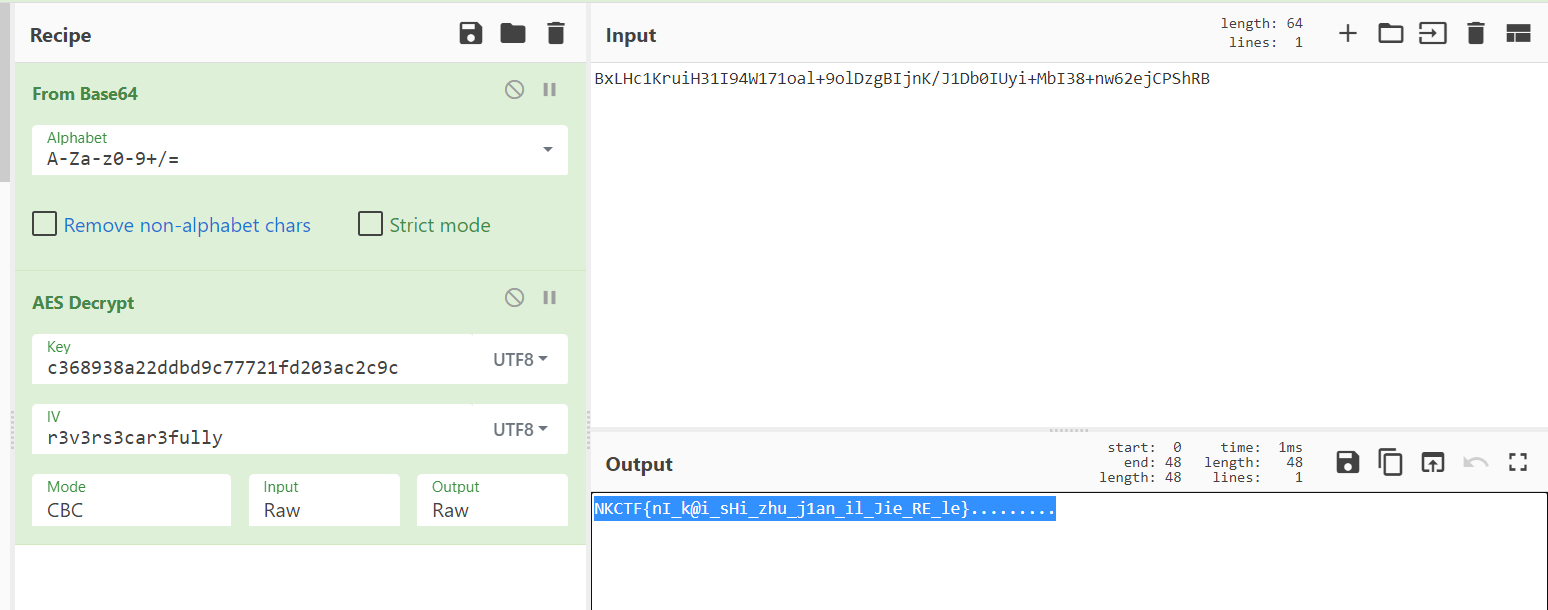 Recipe
From Base64
Alphabet
A-Za-z0-9+/=
Remove non-alphabet chars
Strict mode
AES Decrypt
Key
c368938a22ddbd9c77721fd203ac2c9c
UTF8
IV
r3v3rs3car3fully
UTF8
Mode
CBC
Input
Raw
Output
Raw
Input
length: 64
lines: 1
BxLHc1KruiH31I94W171oal+9olDzgBIjnK/J1Db0IUyi+MbI38+nw62ejCPShRB
Output
start: 0 time: 1ms
end: 48 length: 48
length: 48 lines: 1
NKCTF{nI_k@i_sHi_zhu_j1an_il_Jie_RE_le}.........